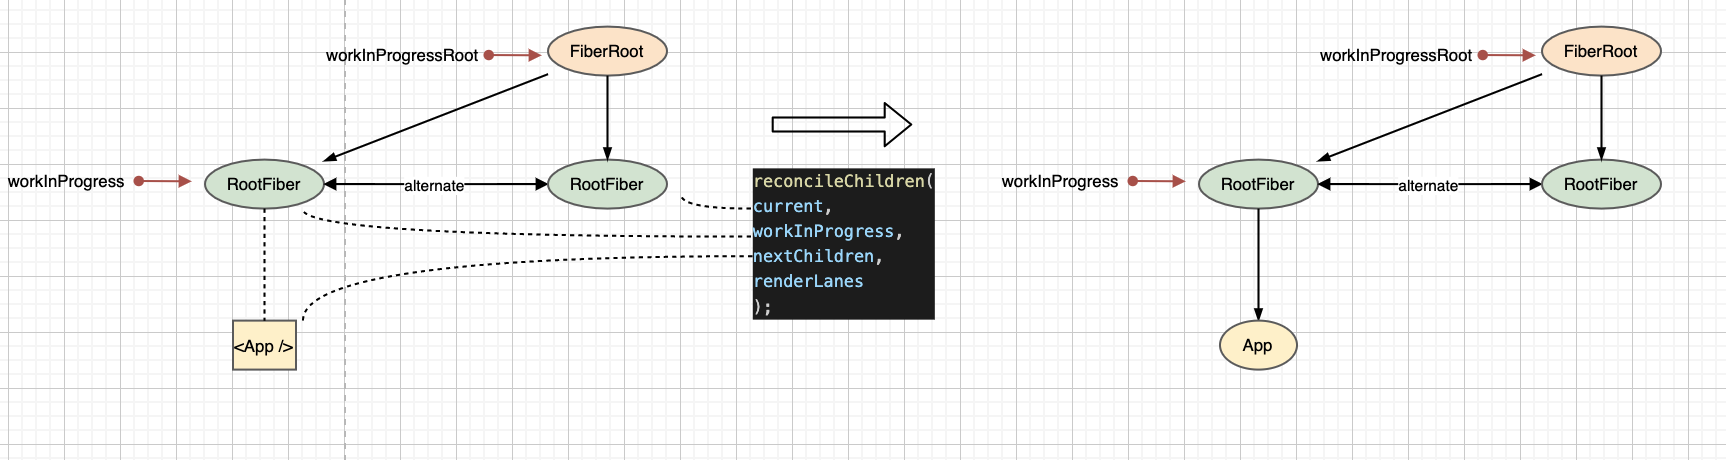 workInProgressRoot
FiberRoot
workInProgress
RootFiber
alternate
RootFiber
<App />
reconcileChildren(
current,
workInProgress,
nextChildren,
renderLanes
);
workInProgressRoot
FiberRoot
workInProgress
RootFiber
alternate
RootFiber
App